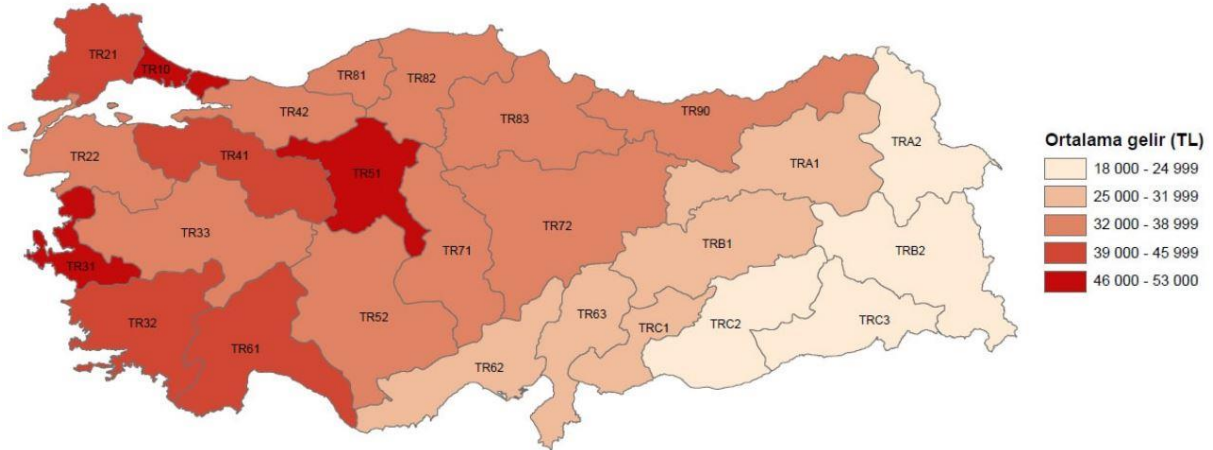 TR21
TR10
TR81
TR82
TR42
TR83
TR90
TR22
TR41
TR51
TRA1
TRA2
TR33
TR71
TR72
TRB1
TRB2
TR31
TR32
TR61
TR52
TR62
TR63
TRC1
TRC2
TRC3
Ortalama gelir (TL)
18 000 - 24 999
25 000 - 31 999
32 000 - 38 999
39 000 - 45 999
46 000 - 53 000